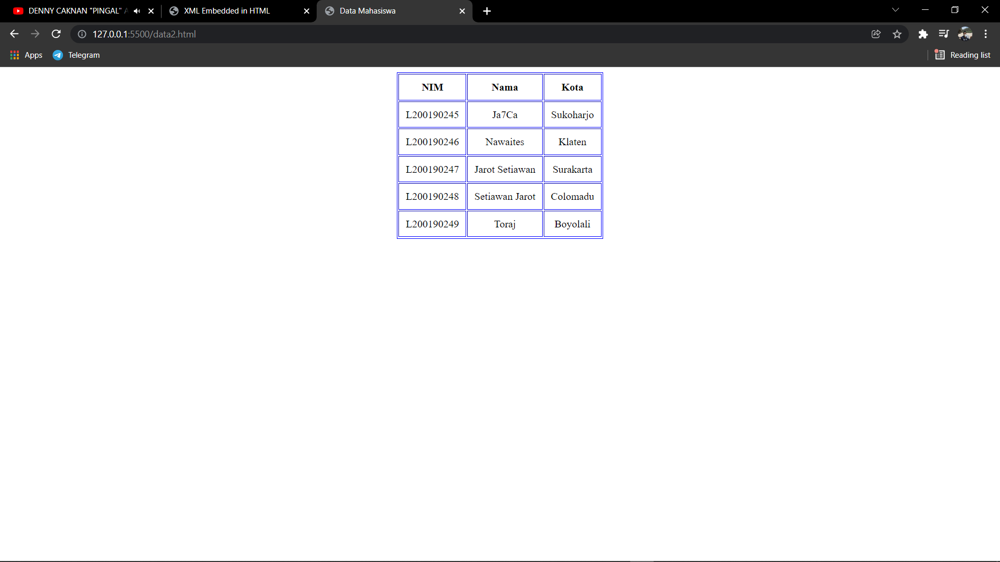 DENNY CAKNAN "PINGAL" A
XML Embedded in HTML
Data Mahasiswa
127.0.0.1:5500/data2.html
Apps Telegram Reading list
NIM Nama Kota
L200190245 Ja7Ca Sukoharjo
L200190246 Nawaites Klaten
L200190247 Jarot Setiawan Surakarta
L200190248 Setiawan Jarot Colomadu
L200190249 Toraj Boyolali